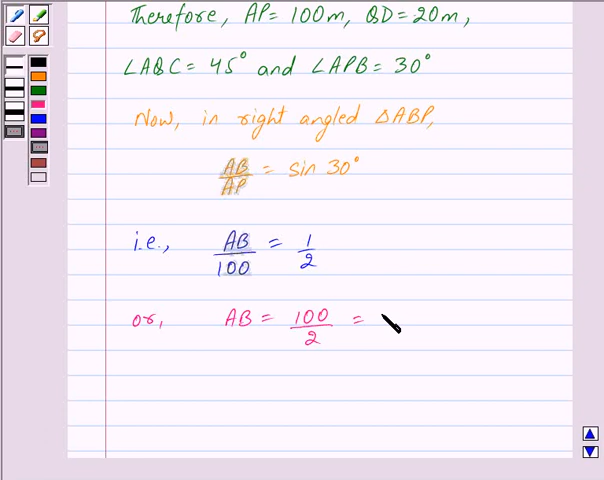 Therefore, AP = 100m, QD = 20m,
∠AQC = 45° and ∠APB = 30°
Now, in right angled ΔABP,
AB/AP = sin 30°
i.e., AB/100 = 1/2
or, AB = 100/2 =